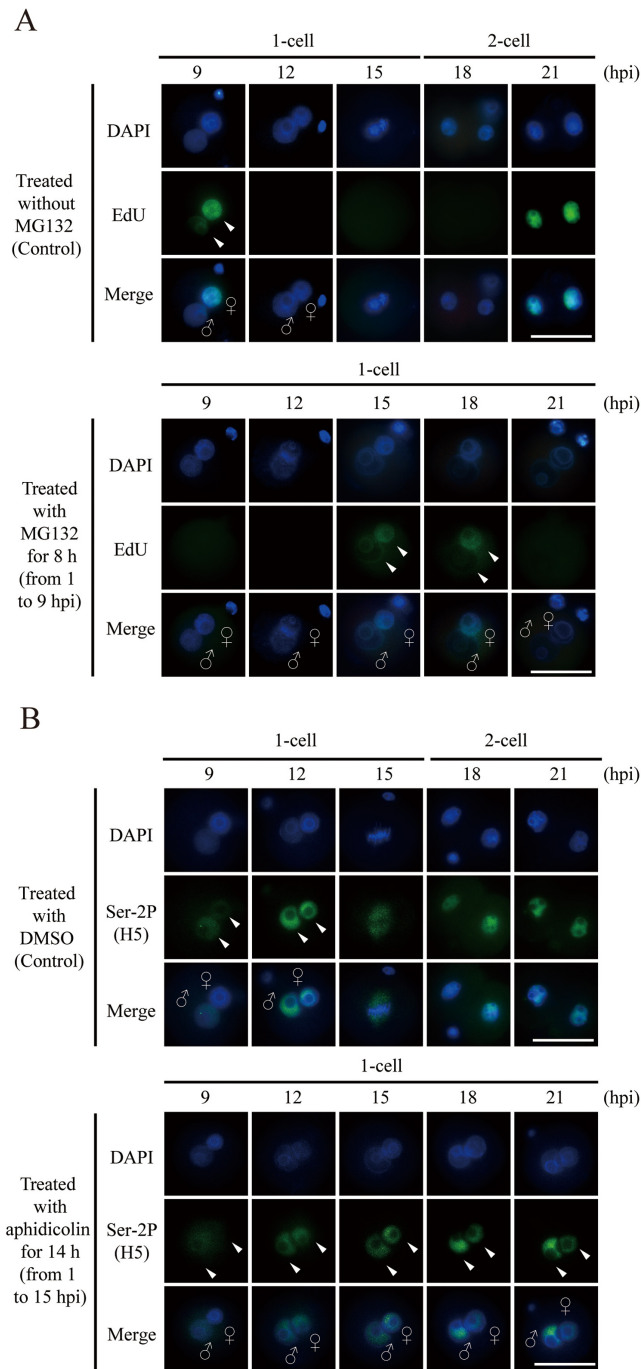 A
1-cell 2-cell
9 12 15 18 21 (hpi)
DAPI
Treated
without
MG132
(Control)
EdU
Merge
♂ ♀ ♂ ♀
1-cell
9 12 15 18 21 (hpi)
DAPI
Treated
with
MG132
for 8 h
(from 1
to 9 hpi)
EdU
Merge
♂ ♀ ♂ ♀ ♂ ♀ ♂ ♀ ♂ ♀
B
1-cell 2-cell
9 12 15 18 21 (hpi)
DAPI
Treated
with
DMSO
(Control)
Ser-2P
(H5)
Merge
♂ ♀ ♂ ♀
1-cell
9 12 15 18 21 (hpi)
DAPI
Treated
with
aphidicolin
for 14 h
(from 1
to 15 hpi)
Ser-2P
(H5)
Merge
♂ ♀ ♂ ♀ ♂ ♀ ♂ ♀ ♂ ♀